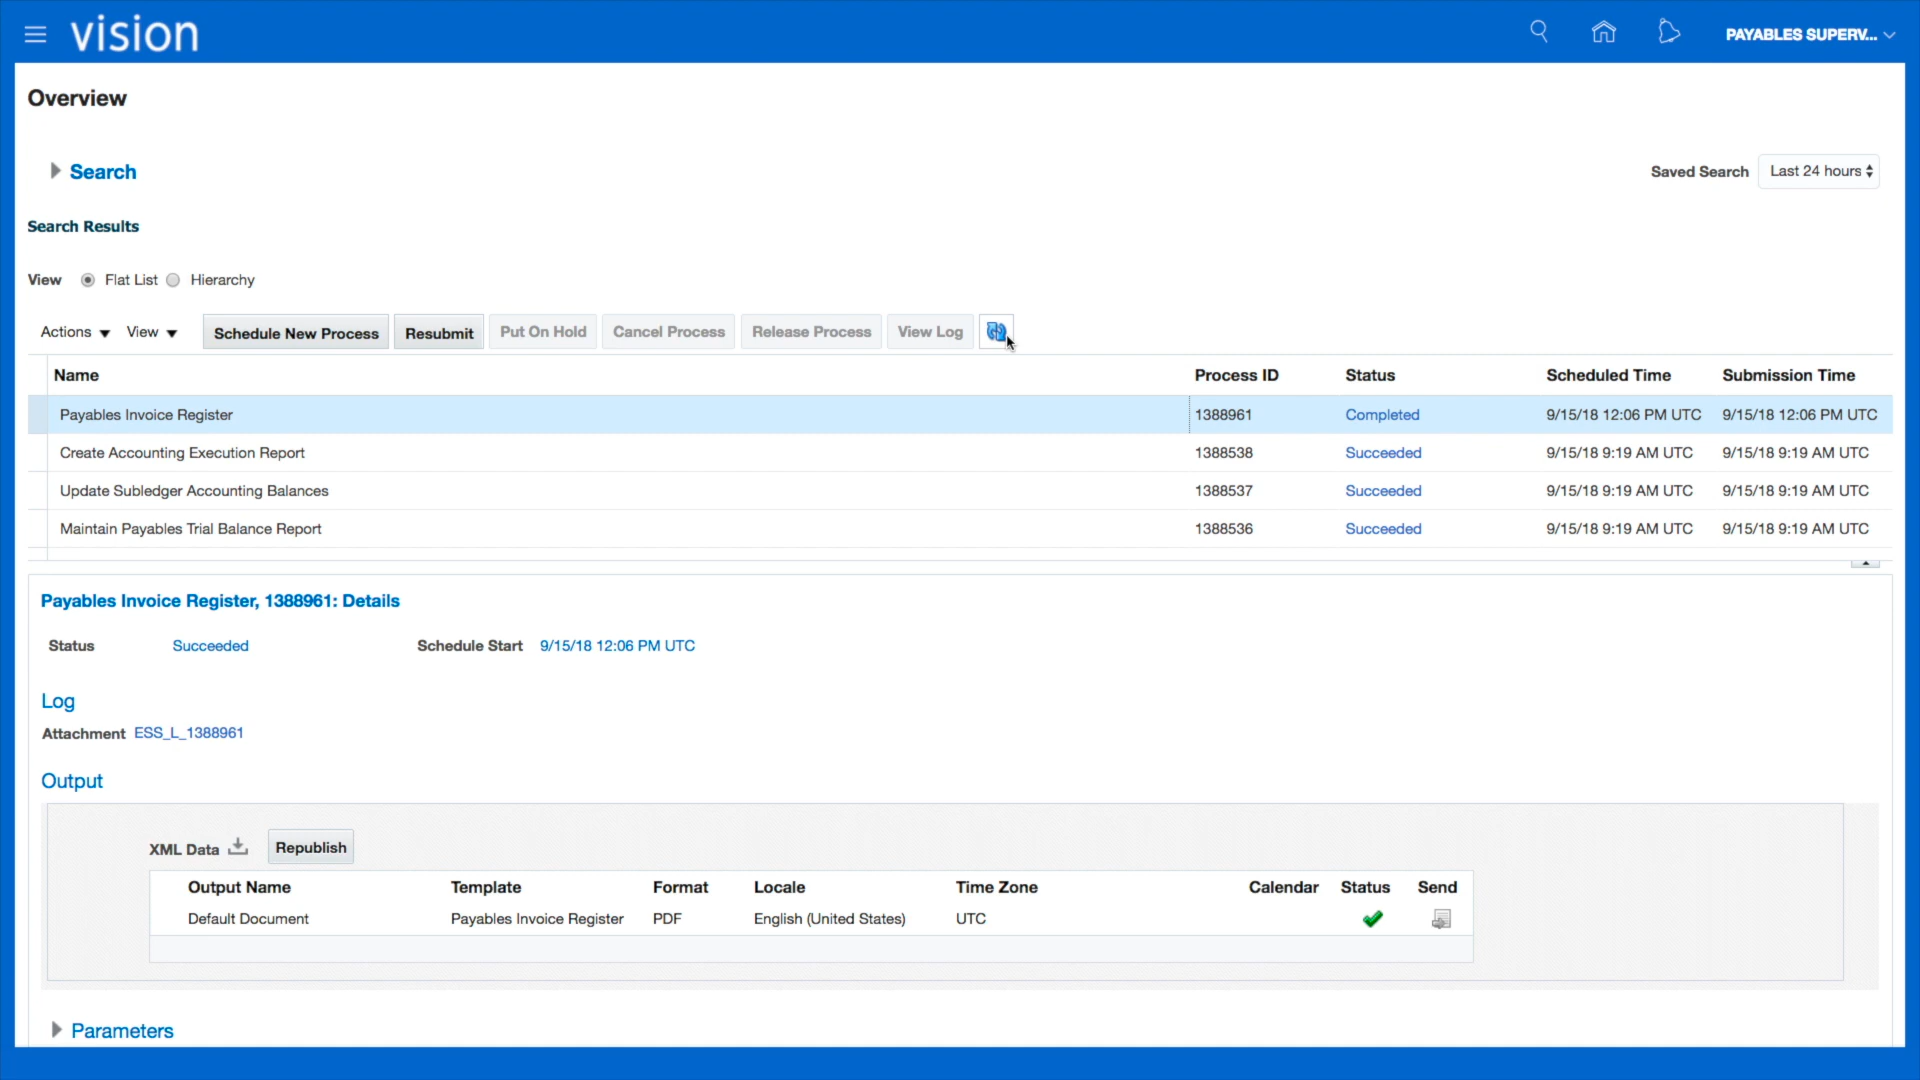 vision
PAYABLES SUPERV...
Overview
Search
Saved Search Last 24 hours
Search Results
View Flat List Hierarchy
Actions View Schedule New Process Resubmit Put On Hold Cancel Process Release Process View Log
Name Process ID Status Scheduled Time Submission Time
Payables Invoice Register 1388961 Completed 9/15/18 12:06 PM UTC 9/15/18 12:06 PM UTC
Create Accounting Execution Report 1388538 Succeeded 9/15/18 9:19 AM UTC 9/15/18 9:19 AM UTC
Update Subledger Accounting Balances 1388537 Succeeded 9/15/18 9:19 AM UTC 9/15/18 9:19 AM UTC
Maintain Payables Trial Balance Report 1388536 Succeeded 9/15/18 9:19 AM UTC 9/15/18 9:19 AM UTC
Payables Invoice Register, 1388961: Details
Status Succeeded Schedule Start 9/15/18 12:06 PM UTC
Log
Attachment ESS_L_1388961
Output
XML Data Republish
Output Name Template Format Locale Time Zone Calendar Status Send
Default Document Payables Invoice Register PDF English (United States) UTC
Parameters